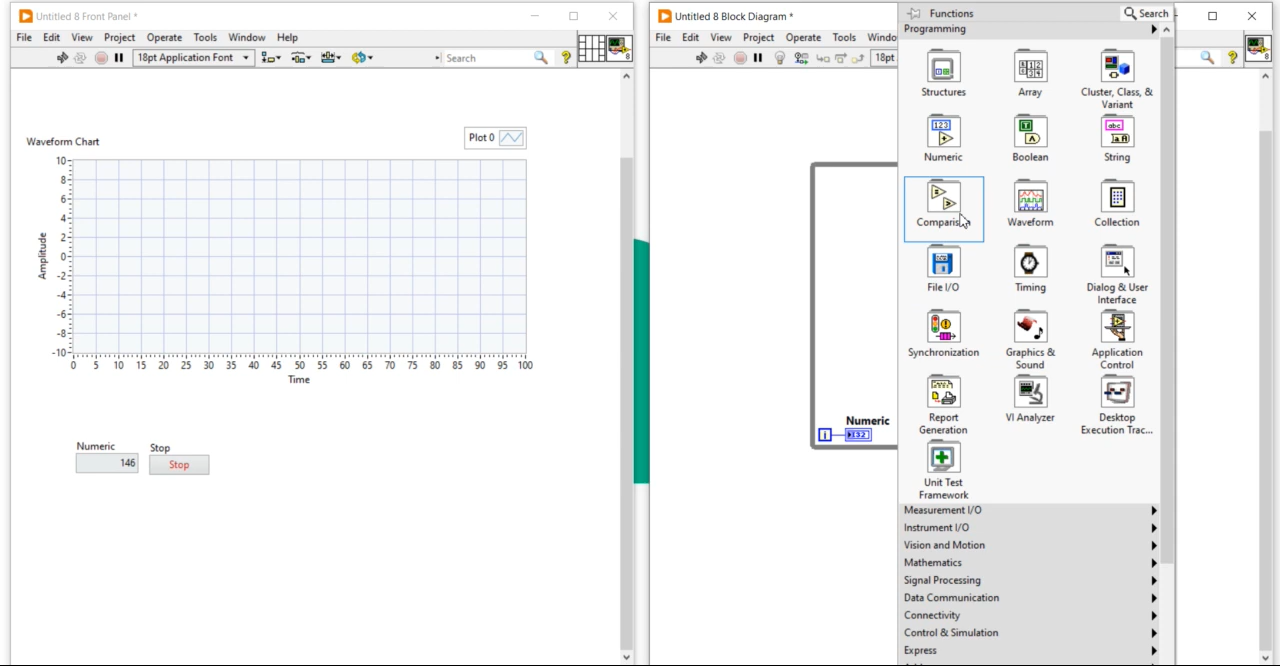 Untitled 8 Front Panel *
File Edit View Project Operate Tools Window Help
18pt Application Font
Search
8
Waveform Chart
Plot 0
10
8
6
4
2
0
-2
-4
-6
-8
-10
Amplitude
0 5 10 15 20 25 30 35 40 45 50 55 60 65 70 75 80 85 90 95 100
Time
Numeric
146
Stop
Stop
Untitled 8 Block Diagram *
File Edit View Project Operate Tools Windo
18pt
8
Numeric
i
I32
Functions
Search
Programming
Structures
Array
Cluster, Class, &
Variant
123
Numeric
Boolean
abc
String
Comparison
Waveform
Collection
File I/O
Timing
Dialog & User
Interface
Synchronization
Graphics &
Sound
Application
Control
Report
Generation
VI Analyzer
Desktop
Execution Trac...
Unit Test
Framework
Measurement I/O
Instrument I/O
Vision and Motion
Mathematics
Signal Processing
Data Communication
Connectivity
Control & Simulation
Express